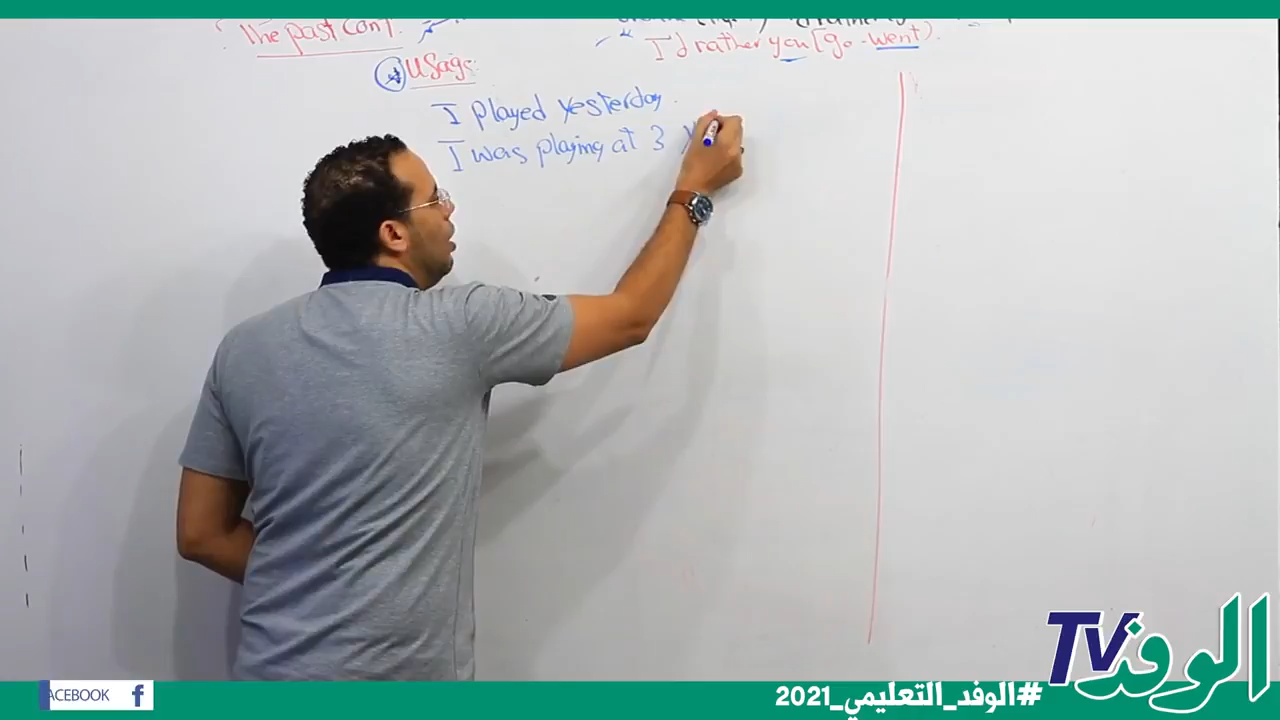 The past cont.
I'd rather you [go - went).
usage:
I played yesterday.
I was playing at 3 y
FACEBOOK f
#الوفد_التعليمي_2021
الوفد TV